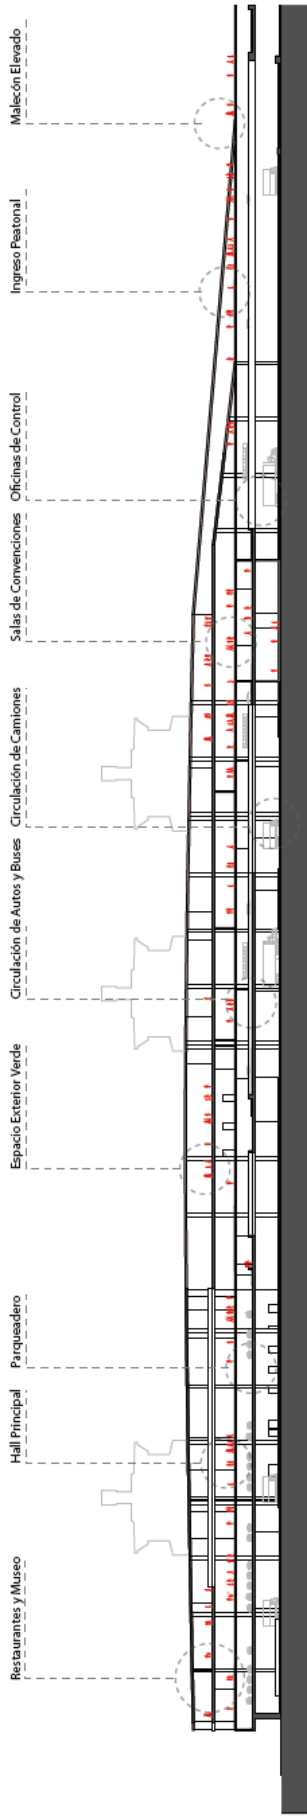 Restaurantes y Museo
Hall Principal
Parqueadero
Espacio Exterior Verde
Circulación de Autos y Buses
Circulación de Camiones
Salas de Convenciones
Oficinas de Control
Ingreso Peatonal
Malecón Elevado